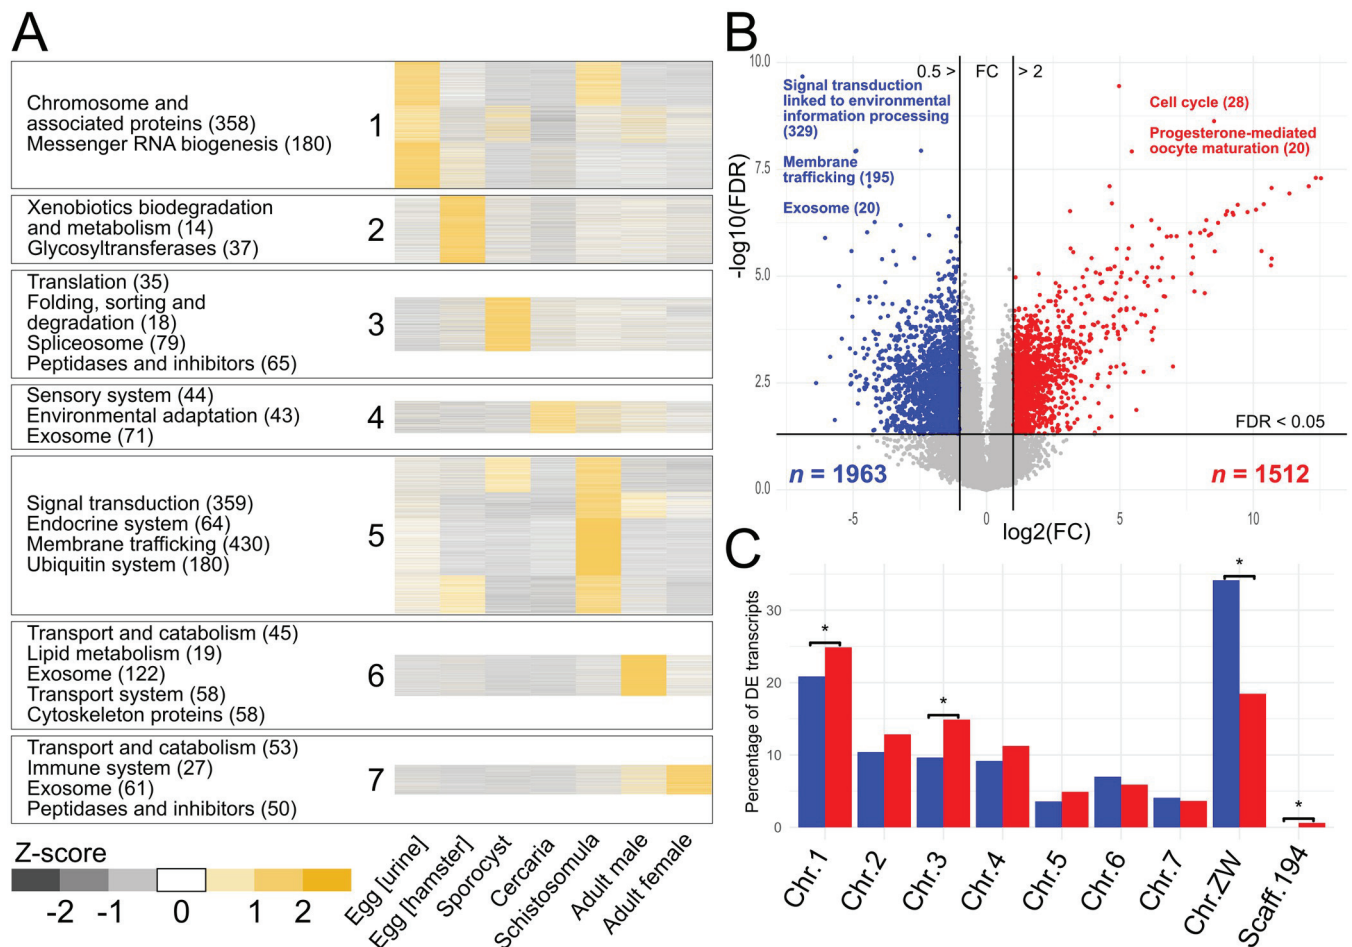 A
Chromosome and
associated proteins (358)
Messenger RNA biogenesis (180)
1
Xenobiotics biodegradation
and metabolism (14)
Glycosyltransferases (37)
2
Translation (35)
Folding, sorting and
degradation (18)
Spliceosome (79)
Peptidases and inhibitors (65)
3
Sensory system (44)
Environmental adaptation (43)
Exosome (71)
4
Signal transduction (359)
Endocrine system (64)
Membrane trafficking (430)
Ubiquitin system (180)
5
Transport and catabolism (45)
Lipid metabolism (19)
Exosome (122)
Transport system (58)
Cytoskeleton proteins (58)
6
Transport and catabolism (53)
Immune system (27)
Exosome (61)
Peptidases and inhibitors (50)
7
Z-score
-2 -1 0 1 2
Egg [urine]
Egg [hamster]
Sporocyst
Cercaria
Schistosomula
Adult male
Adult female
B
10.0
7.5
5.0
2.5
0.0
-log10(FDR)
0.5 > FC > 2
Signal transduction
linked to environmental
information processing
(329)
Membrane
trafficking (195)
Exosome (20)
Cell cycle (28)
Progesterone-mediated
oocyte maturation (20)
FDR < 0.05
n = 1963
n = 1512
-5 0 5 10
log2(FC)
C
Percentage of DE transcripts
30
20
10
0
*
*
*
*
Chr.1
Chr.2
Chr.3
Chr.4
Chr.5
Chr.6
Chr.7
Chr.ZW
Scaff.194